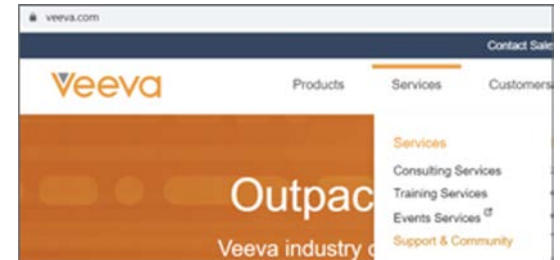 veeva.com
Contact Sale
Veeva
Products Services Customers
Services
Consulting Services
Training Services
Events Services
Support & Community
Outpac
Veeva industry c